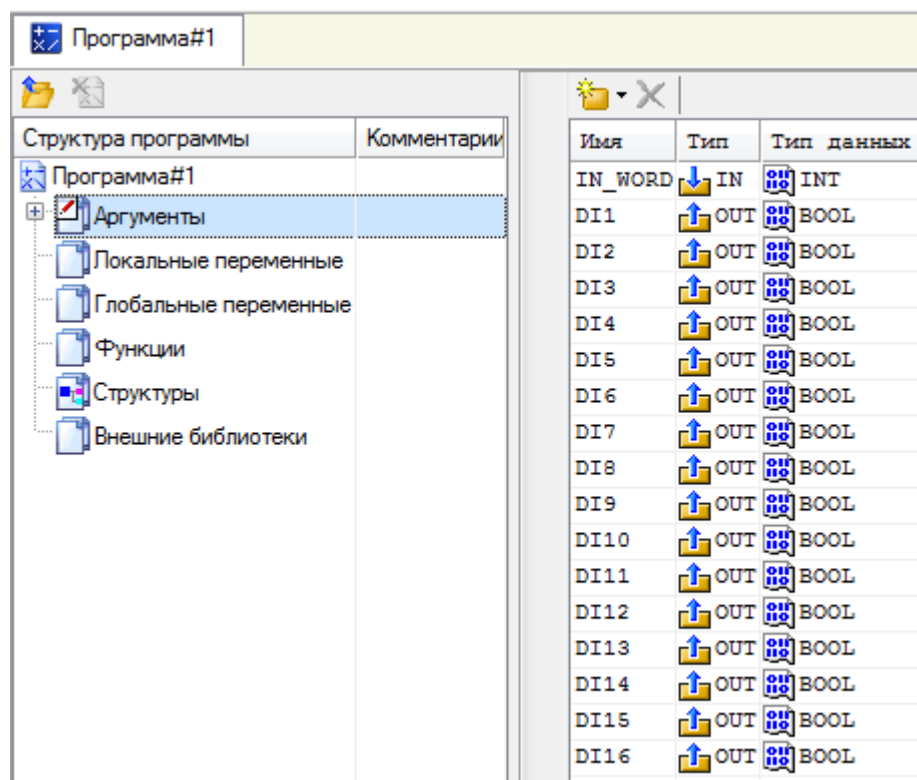 Программа#1
Структура программы Комментарии
Программа#1
Аргументы
Локальные переменные
Глобальные переменные
Функции
Структуры
Внешние библиотеки
Имя Тип Тип данных
IN_WORD IN INT
DI1 OUT BOOL
DI2 OUT BOOL
DI3 OUT BOOL
DI4 OUT BOOL
DI5 OUT BOOL
DI6 OUT BOOL
DI7 OUT BOOL
DI8 OUT BOOL
DI9 OUT BOOL
DI10 OUT BOOL
DI11 OUT BOOL
DI12 OUT BOOL
DI13 OUT BOOL
DI14 OUT BOOL
DI15 OUT BOOL
DI16 OUT BOOL